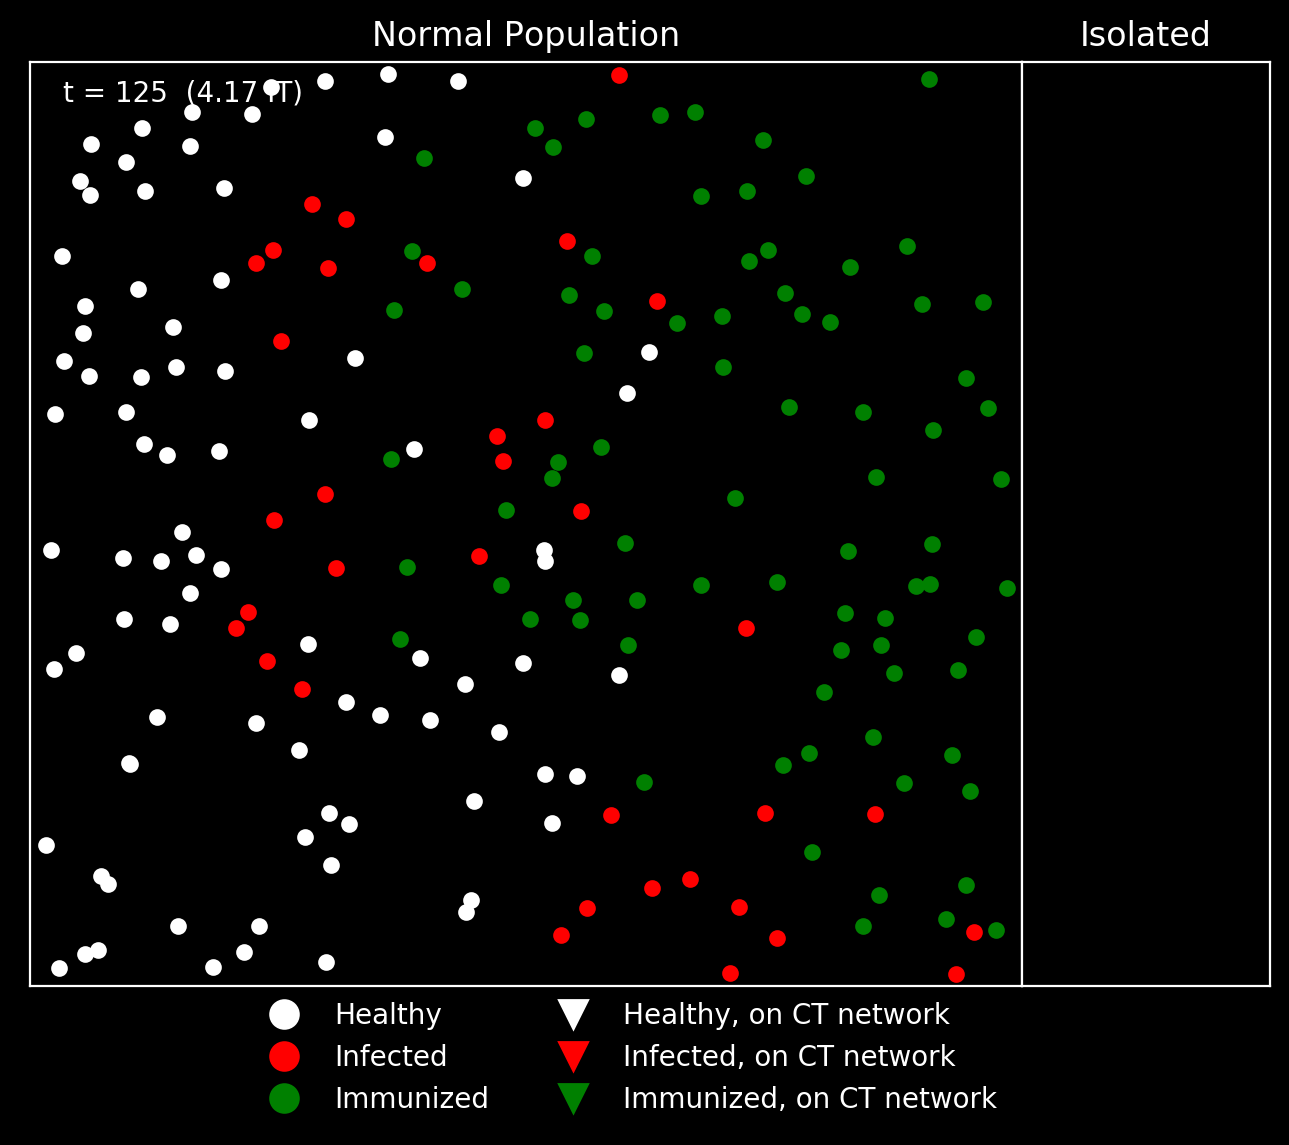 Normal Population
Isolated
t = 125  (4.17 IT)
Healthy
Healthy, on CT network
Infected
Infected, on CT network
Immunized
Immunized, on CT network